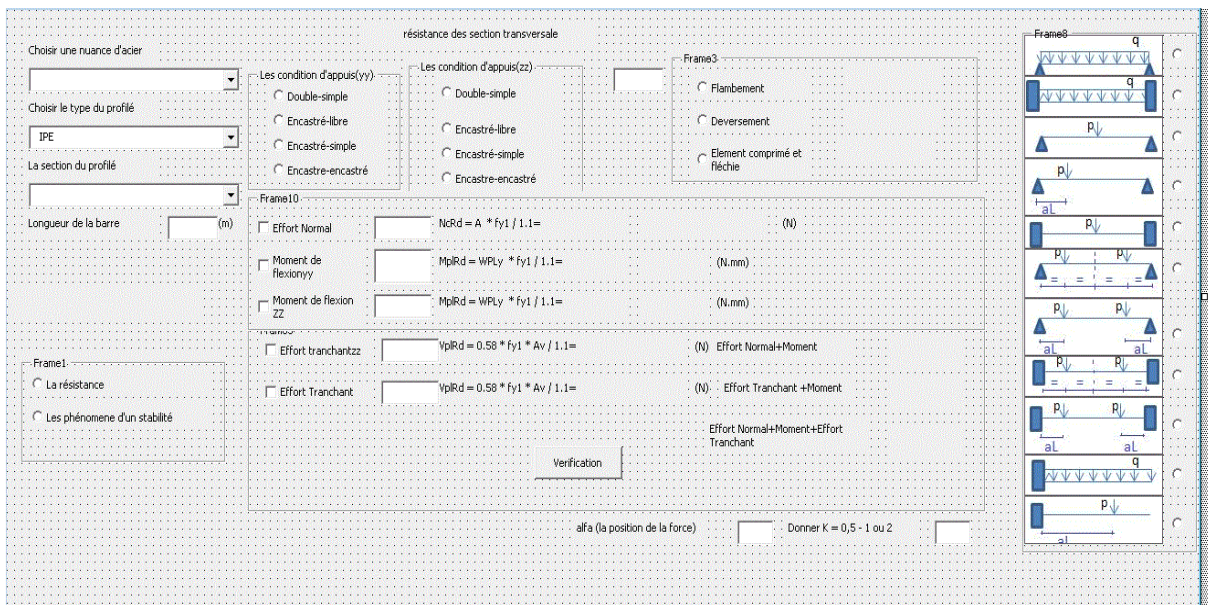 résistance des section transversale
Choisir une nuance d'acier
Choisir le type du profilé
IPE
La section du profilé
Longueur de la barre
(m)
Les condition d'appuis(yy)
Double-simple
Encastré-libre
Encastré-simple
Encastre-encastré
Les condition d'appuis(zz)
Double-simple
Encastré-libre
Encastré-simple
Encastre-encastré
Frame3
Flambement
Deversement
Element comprimé et
fléchie
Frame10
Effort Normal
NcRd = A * fy1 / 1.1=
(N)
Moment de
flexionyy
MplRd = WPLy * fy1 / 1.1=
(N.mm)
Moment de flexion
ZZ
MplRd = WPLy * fy1 / 1.1=
(N.mm)
Effort tranchantzz
VplRd = 0.58 * fy1 * Av / 1.1=
(N) Effort Normal+Moment
Effort Tranchant
VplRd = 0.58 * fy1 * Av / 1.1=
(N) Effort Tranchant +Moment
Effort Normal+Moment+Effort
Tranchant
Verification
Frame1
La résistance
Les phénomene d'un stabilité
alfa (la position de la force)
Donner K = 0,5 - 1 ou 2
Frame8
q
q
p
p
aL
p
p p
= = = =
p p
aL aL
p p
= = = =
p p
aL aL
q
p
aL